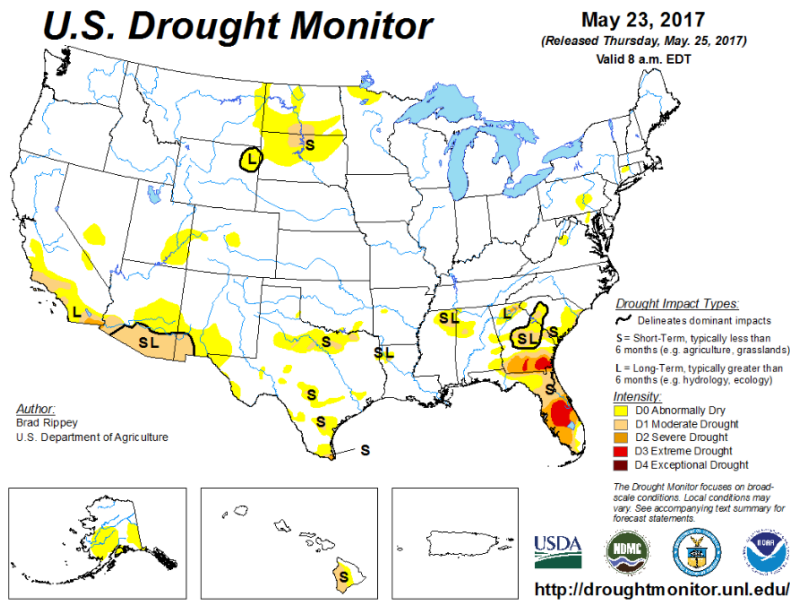 U.S. Drought Monitor
May 23, 2017
(Released Thursday, May. 25, 2017)
Valid 8 a.m. EDT
S
L
L
SL
S
SL
SL
L
SL
S
S
S
S
S
Drought Impact Types:
Delineates dominant impacts
S = Short-Term, typically less than
6 months (e.g. agriculture, grasslands)
L = Long-Term, typically greater than
6 months (e.g. hydrology, ecology)
Intensity:
D0 Abnormally Dry
D1 Moderate Drought
D2 Severe Drought
D3 Extreme Drought
D4 Exceptional Drought
Author:
Brad Rippey
U.S. Department of Agriculture
The Drought Monitor focuses on broad-
scale conditions. Local conditions may
vary. See accompanying text summary for
forecast statements.
S
USDA
NDMC
NOAA
http://droughtmonitor.unl.edu/